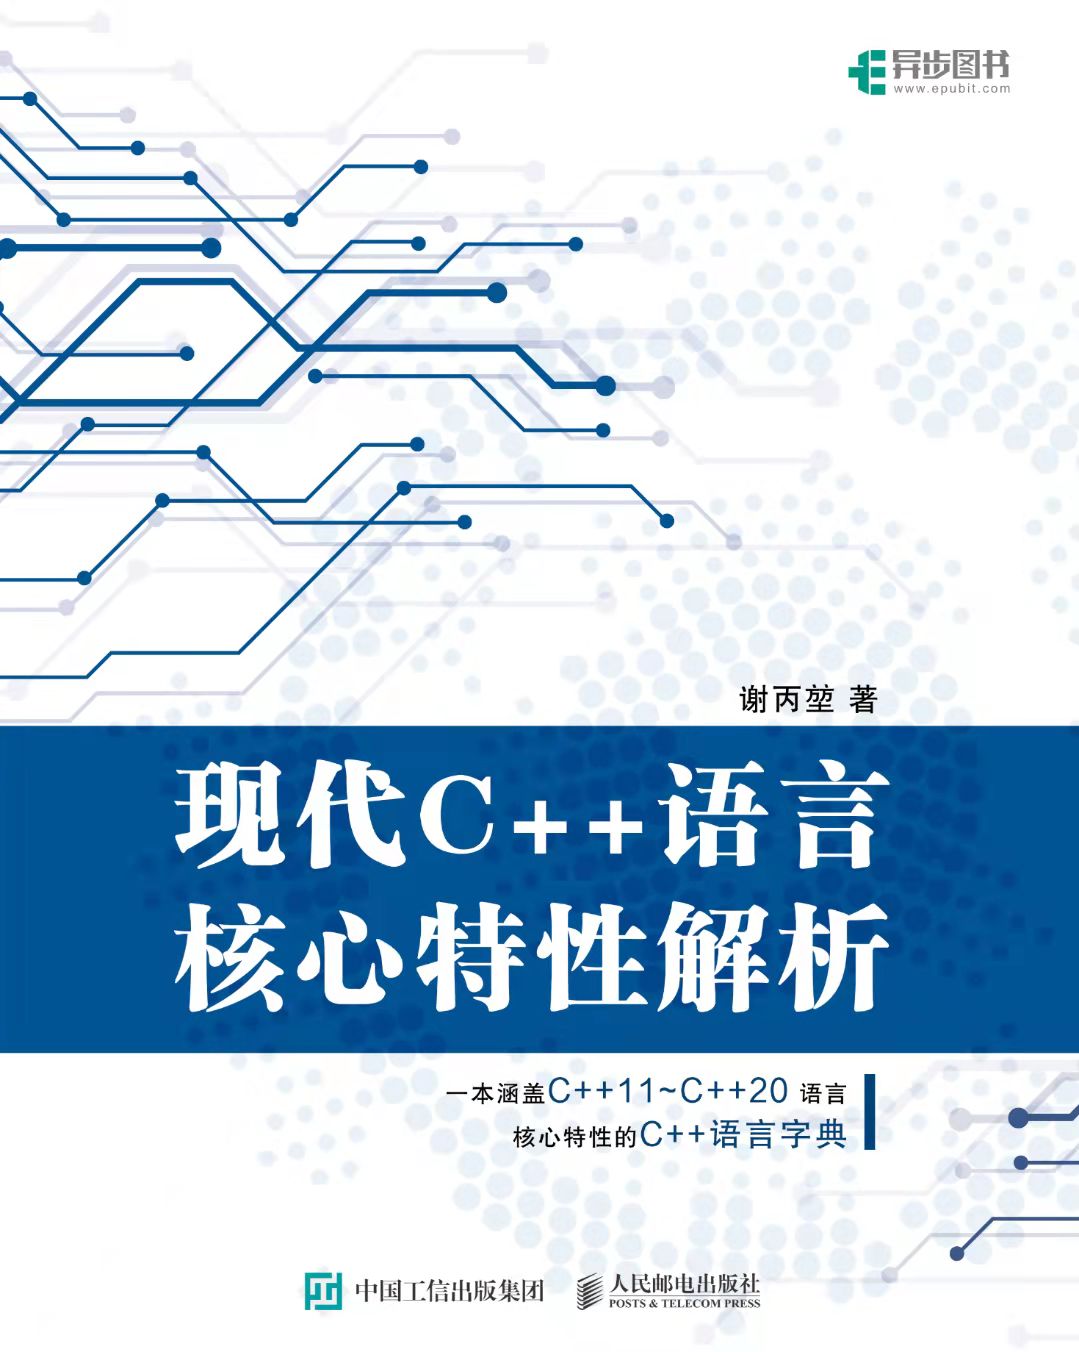 异步图书
www.epubit.com
谢丙堃 著
现代C++语言
核心特性解析
一本涵盖C++11~C++20 语言
核心特性的C++语言字典
中国工信出版集团
人民邮电出版社
POSTS & TELECOM PRESS